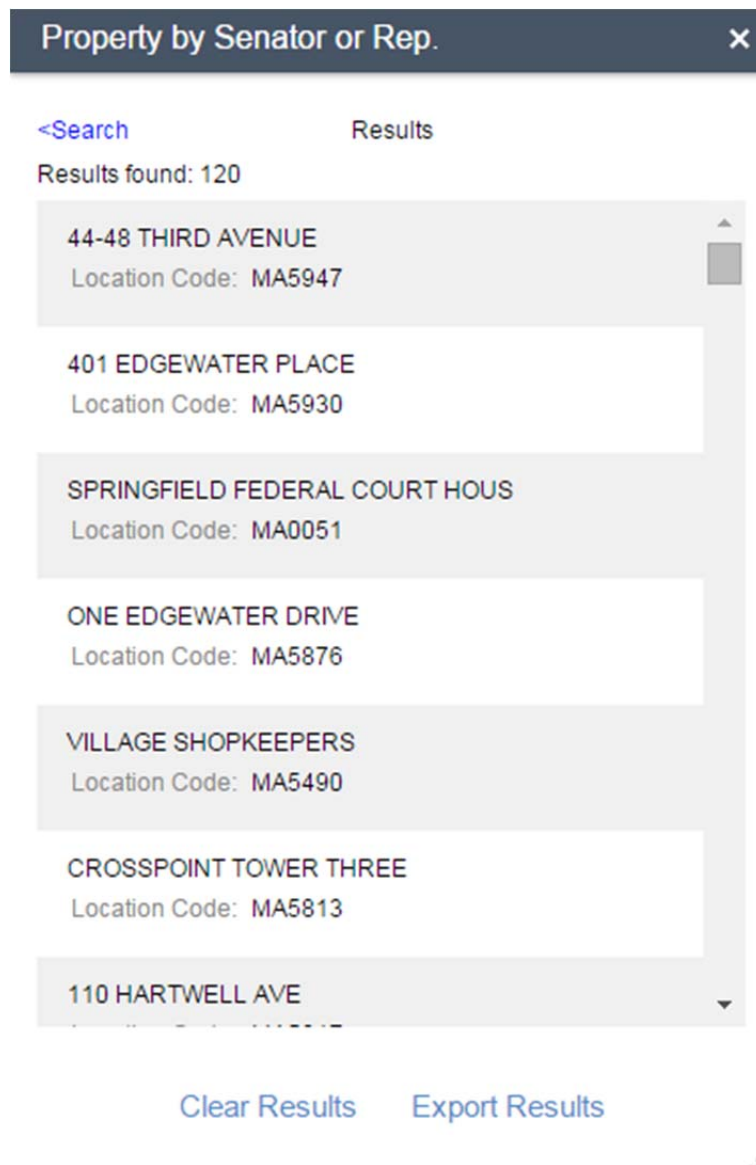 Property by Senator or Rep. ×
<Search Results
Results found: 120
44-48 THIRD AVENUE
Location Code: MA5947
401 EDGEWATER PLACE
Location Code: MA5930
SPRINGFIELD FEDERAL COURT HOUS
Location Code: MA0051
ONE EDGEWATER DRIVE
Location Code: MA5876
VILLAGE SHOPKEEPERS
Location Code: MA5490
CROSSPOINT TOWER THREE
Location Code: MA5813
110 HARTWELL AVE
Clear Results Export Results